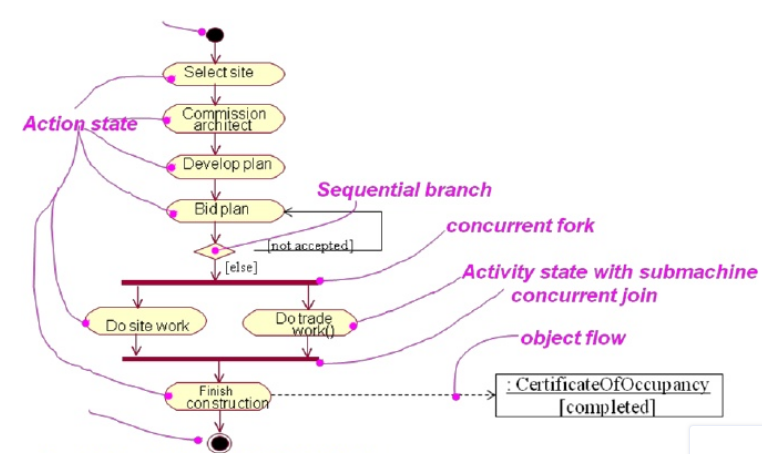 Select site
Commission
architect
Action state
Develop plan
Sequential branch
Bid plan
concurrent fork
[not accepted]
[else]
Activity state with submachine
concurrent join
Do site work
Do trade
work()
object flow
: CertificateOfOccupancy
[completed]
Finish
construction